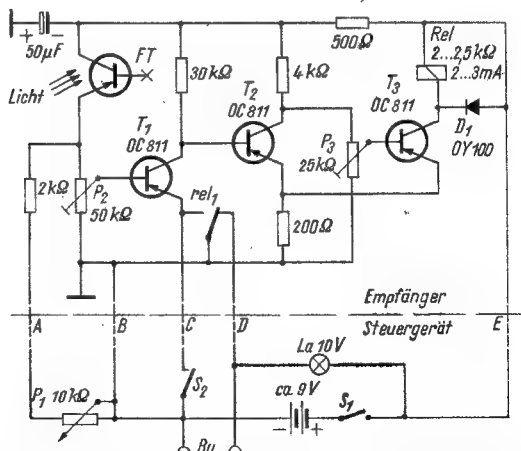 + −
50µF
FT
Licht
30kΩ
4kΩ
500Ω
Rel
2...2,5kΩ
2...3mA
T1
OC811
T2
OC811
T3
OC811
D1
OY100
2kΩ
P2
50kΩ
rel1
P3
25kΩ
200Ω
Empfänger
A B C D E
Steuergerät
P1 10kΩ
S2
La 10V
ca 9V
− +
S1
Bu